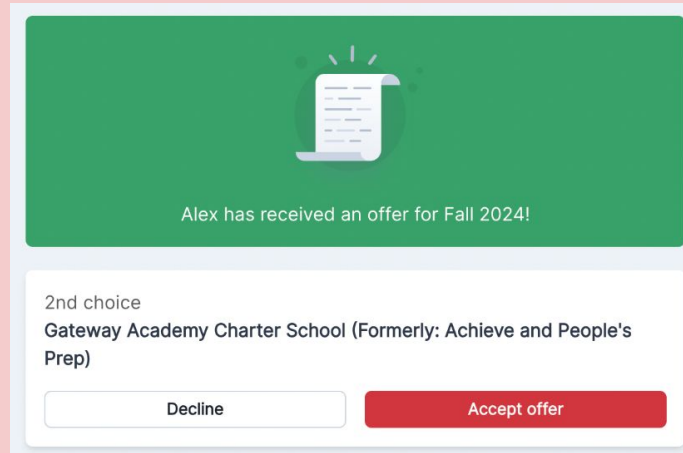 Alex has received an offer for Fall 2024!
2nd choice
Gateway Academy Charter School (Formerly: Achieve and People's
Prep)
Decline
Accept offer